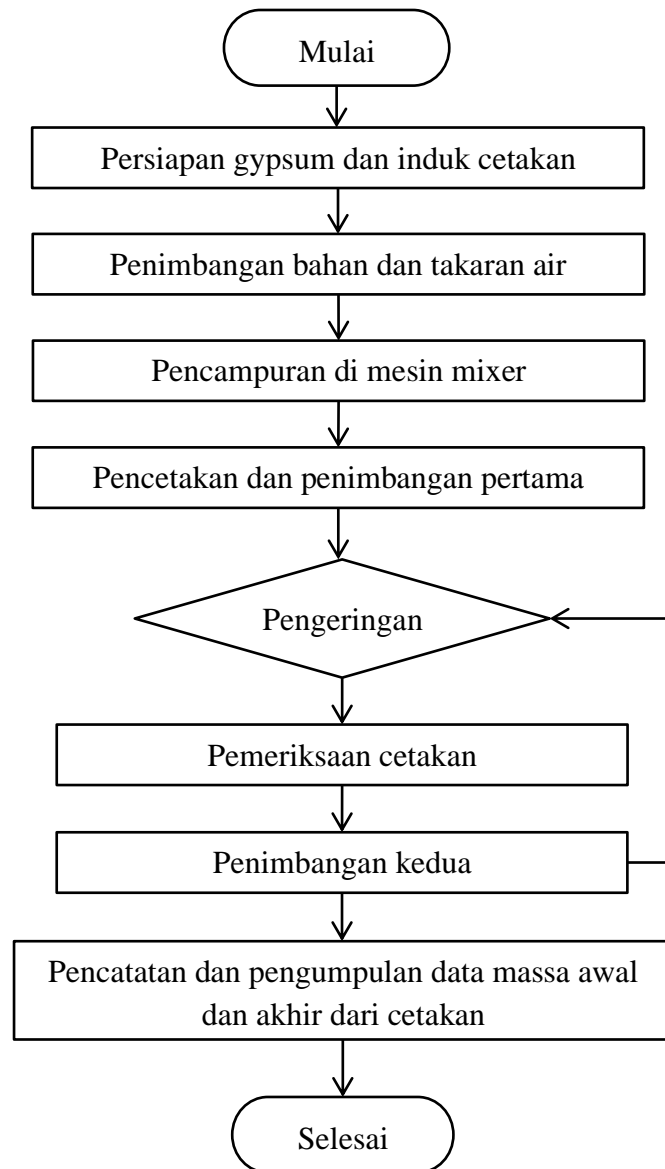 Mulai
Persiapan gypsum dan induk cetakan
Penimbangan bahan dan takaran air
Pencampuran di mesin mixer
Pencetakan dan penimbangan pertama
Pengeringan
Pemeriksaan cetakan
Penimbangan kedua
Pencatatan dan pengumpulan data massa awal
dan akhir dari cetakan
Selesai